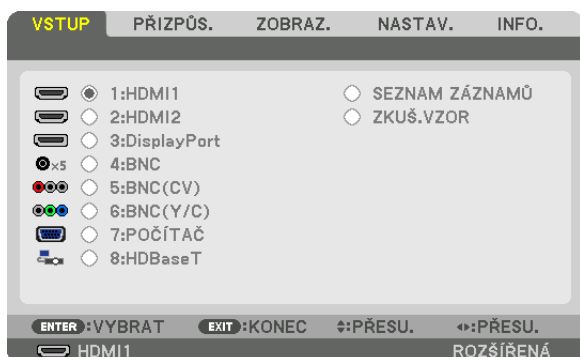 VSTUP PŘIZPŮS. ZOBRAZ. NASTAV. INFO.
1:HDMI1 SEZNAM ZÁZNAMŮ
2:HDMI2 ZKUŠ.VZOR
3:DisplayPort
×5 4:BNC
5:BNC(CV)
6:BNC(Y/C)
7:POČÍTAČ
8:HDBaseT
ENTER:VYBRAT EXIT:KONEC :PŘESU. :PŘESU.
HDMI1 ROZŠÍŘENÁ